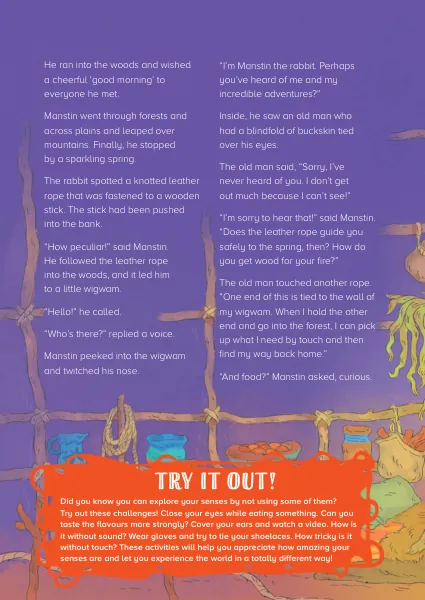 He ran into the woods and wished
a cheerful 'good morning' to
everyone he met.
Manstin went through forests and
across plains and leaped over
mountains. Finally, he stopped
by a sparkling spring.
The rabbit spotted a knotted leather
rope that was fastened to a wooden
stick. The stick had been pushed
into the bank.
"How peculiar!" said Manstin.
He followed the leather rope
into the woods, and it led him
to a little wigwam.
"Hello!" he called.
"Who's there?" replied a voice.
Manstin peeked into the wigwam
and twitched his nose.
"I'm Manstin the rabbit. Perhaps
you've heard of me and my
incredible adventures?"
Inside, he saw an old man who
had a blindfold of buckskin tied
over his eyes.
The old man said, "Sorry, I've
never heard of you. I don't get
out much because I can't see!"
"I'm sorry to hear that!" said Manstin.
"Does the leather rope guide you
safely to the spring, then? How do
you get wood for your fire?"
The old man touched another rope.
"One end of this is tied to the wall of
my wigwam. When I hold the other
end and go into the forest, I can pick
up what I need by touch and then
find my way back home."
"And food?" Manstin asked, curious.
TRY IT OUT!
Did you know you can explore your senses by not using some of them?
Try out these challenges! Close your eyes while eating something. Can you
taste the flavours more strongly? Cover your ears and watch a video. How is
it without sound? Wear gloves and try to tie your shoelaces. How tricky is it
without touch? These activities will help you appreciate how amazing your
senses are and let you experience the world in a totally different way!